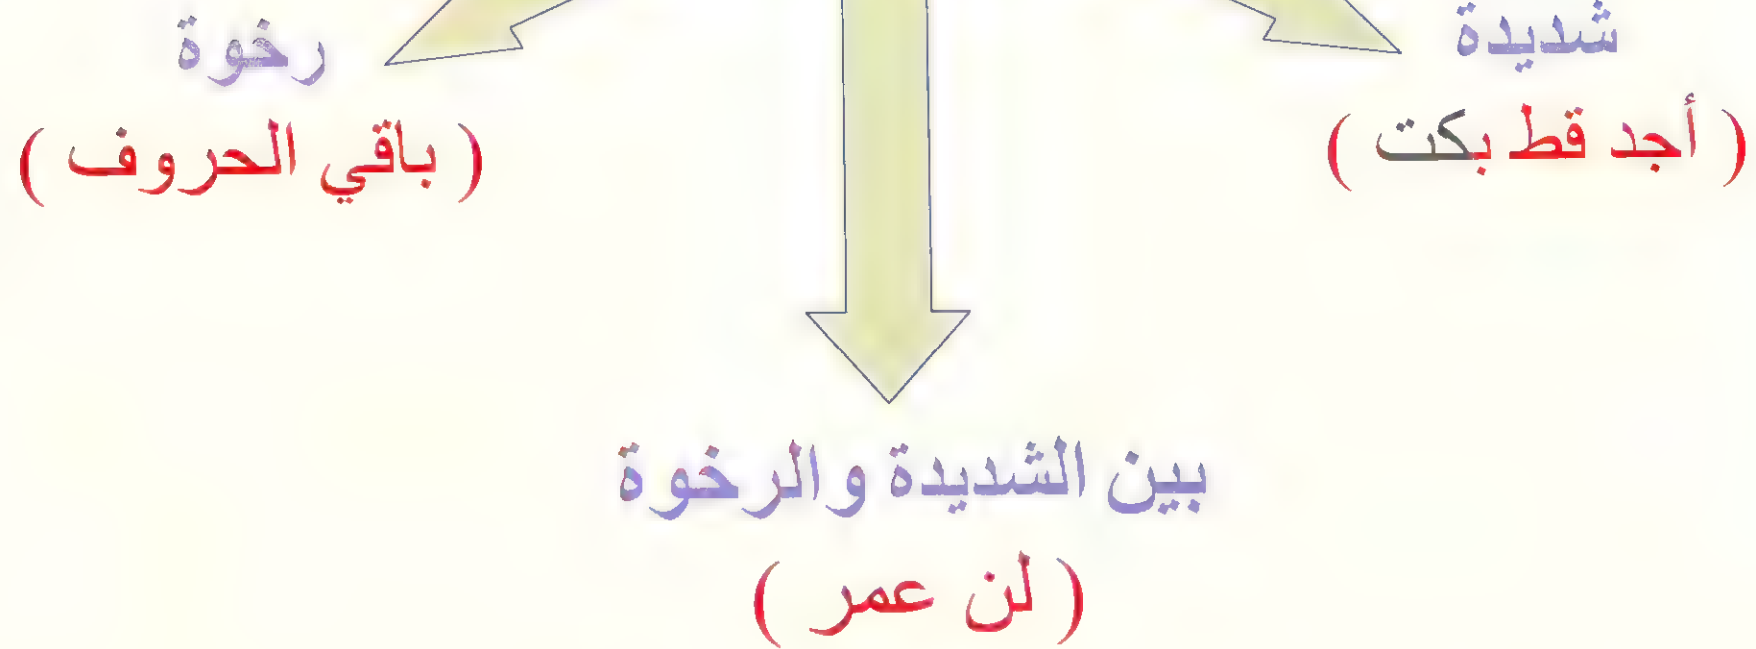 شديدة
( أجد قط بكت )
رخوة
( باقي الحروف )
بين الشديدة والرخوة
( لن عمر )